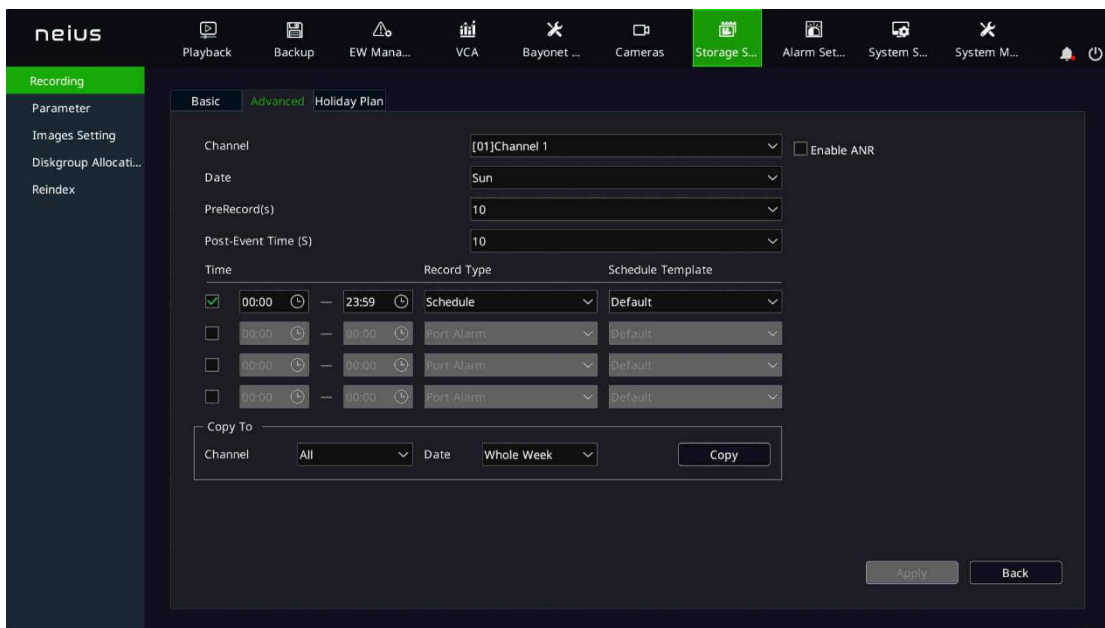 neius
Playback Backup EW Mana... VCA Bayonet ... Cameras Storage S... Alarm Set... System S... System M...
Recording
Parameter
Images Setting
Diskgroup Allocati...
Reindex
Basic Advanced Holiday Plan
Channel [01]Channel 1 Enable ANR
Date Sun
PreRecord(s) 10
Post-Event Time (S) 10
Time Record Type Schedule Template
00:00 — 23:59 Schedule Default
00:00 — 00:00 Port Alarm Default
00:00 — 00:00 Port Alarm Default
00:00 — 00:00 Port Alarm Default
Copy To
Channel All Date Whole Week Copy
Apply Back